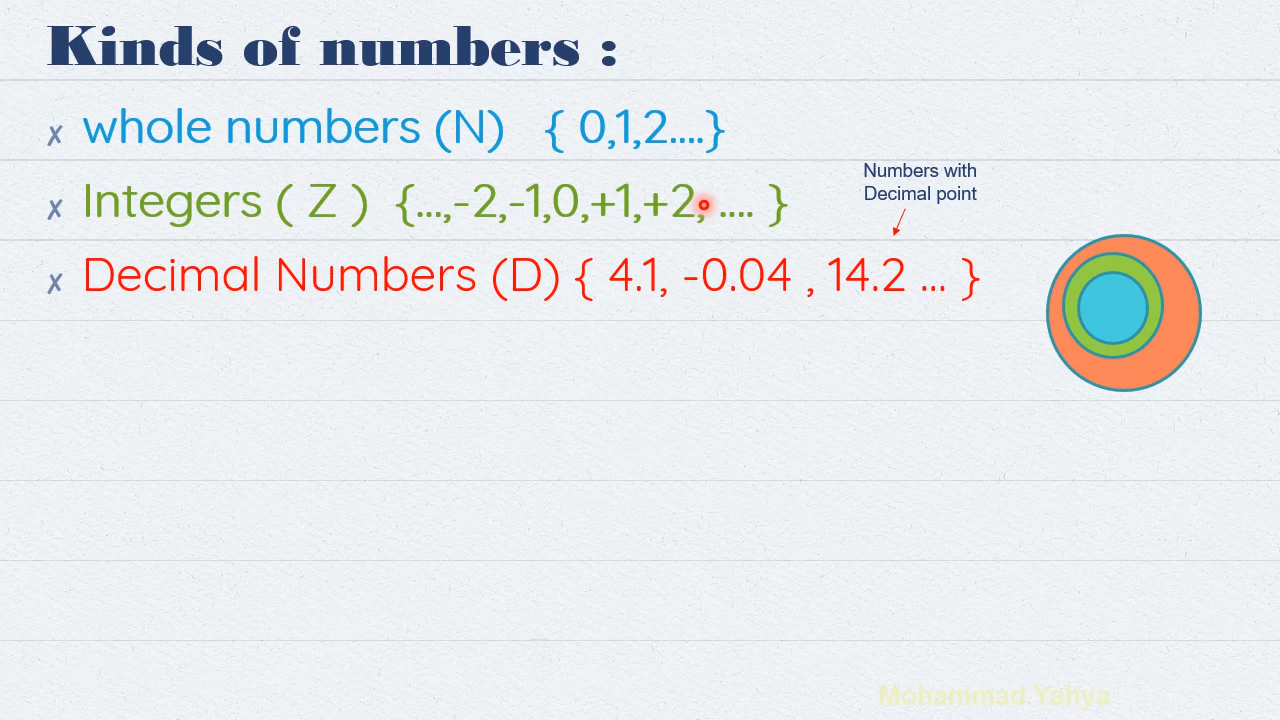 Kinds of numbers :
✗ whole numbers (N) { 0,1,2....}
✗ Integers ( Z ) {...,-2,-1,0,+1,+2, .... }
Numbers with
Decimal point
✗ Decimal Numbers (D) { 4.1, -0.04 , 14.2 ... }
Mohammad Yahya